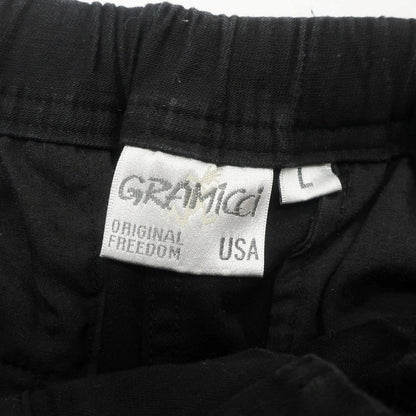 GRAMICCi
L
ORIGINAL
FREEDOM
USA